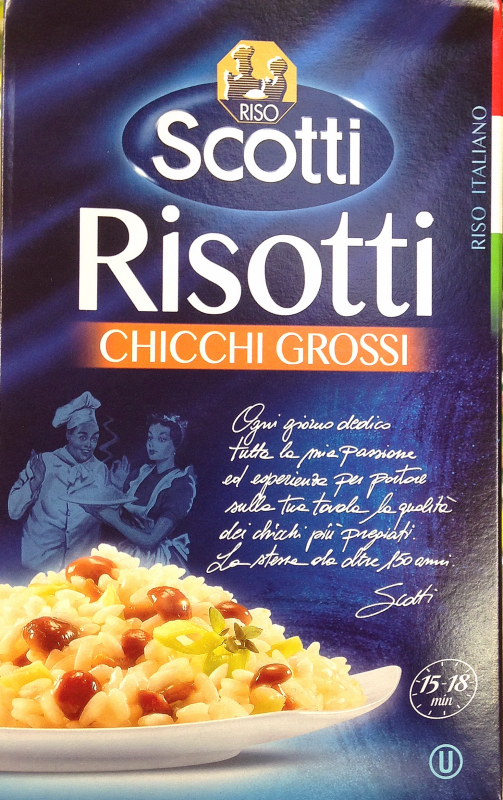 RISO
Scotti
Risotti
RISO ITALIANO
CHICCHI GROSSI
Ogni giorno dedico
tutta la mia passione
ed esperienza per portare
sulla tua tavola la qualità
dei chicchi più pregiati.
La stessa da oltre 150 anni.
Scotti
15-18
min
U